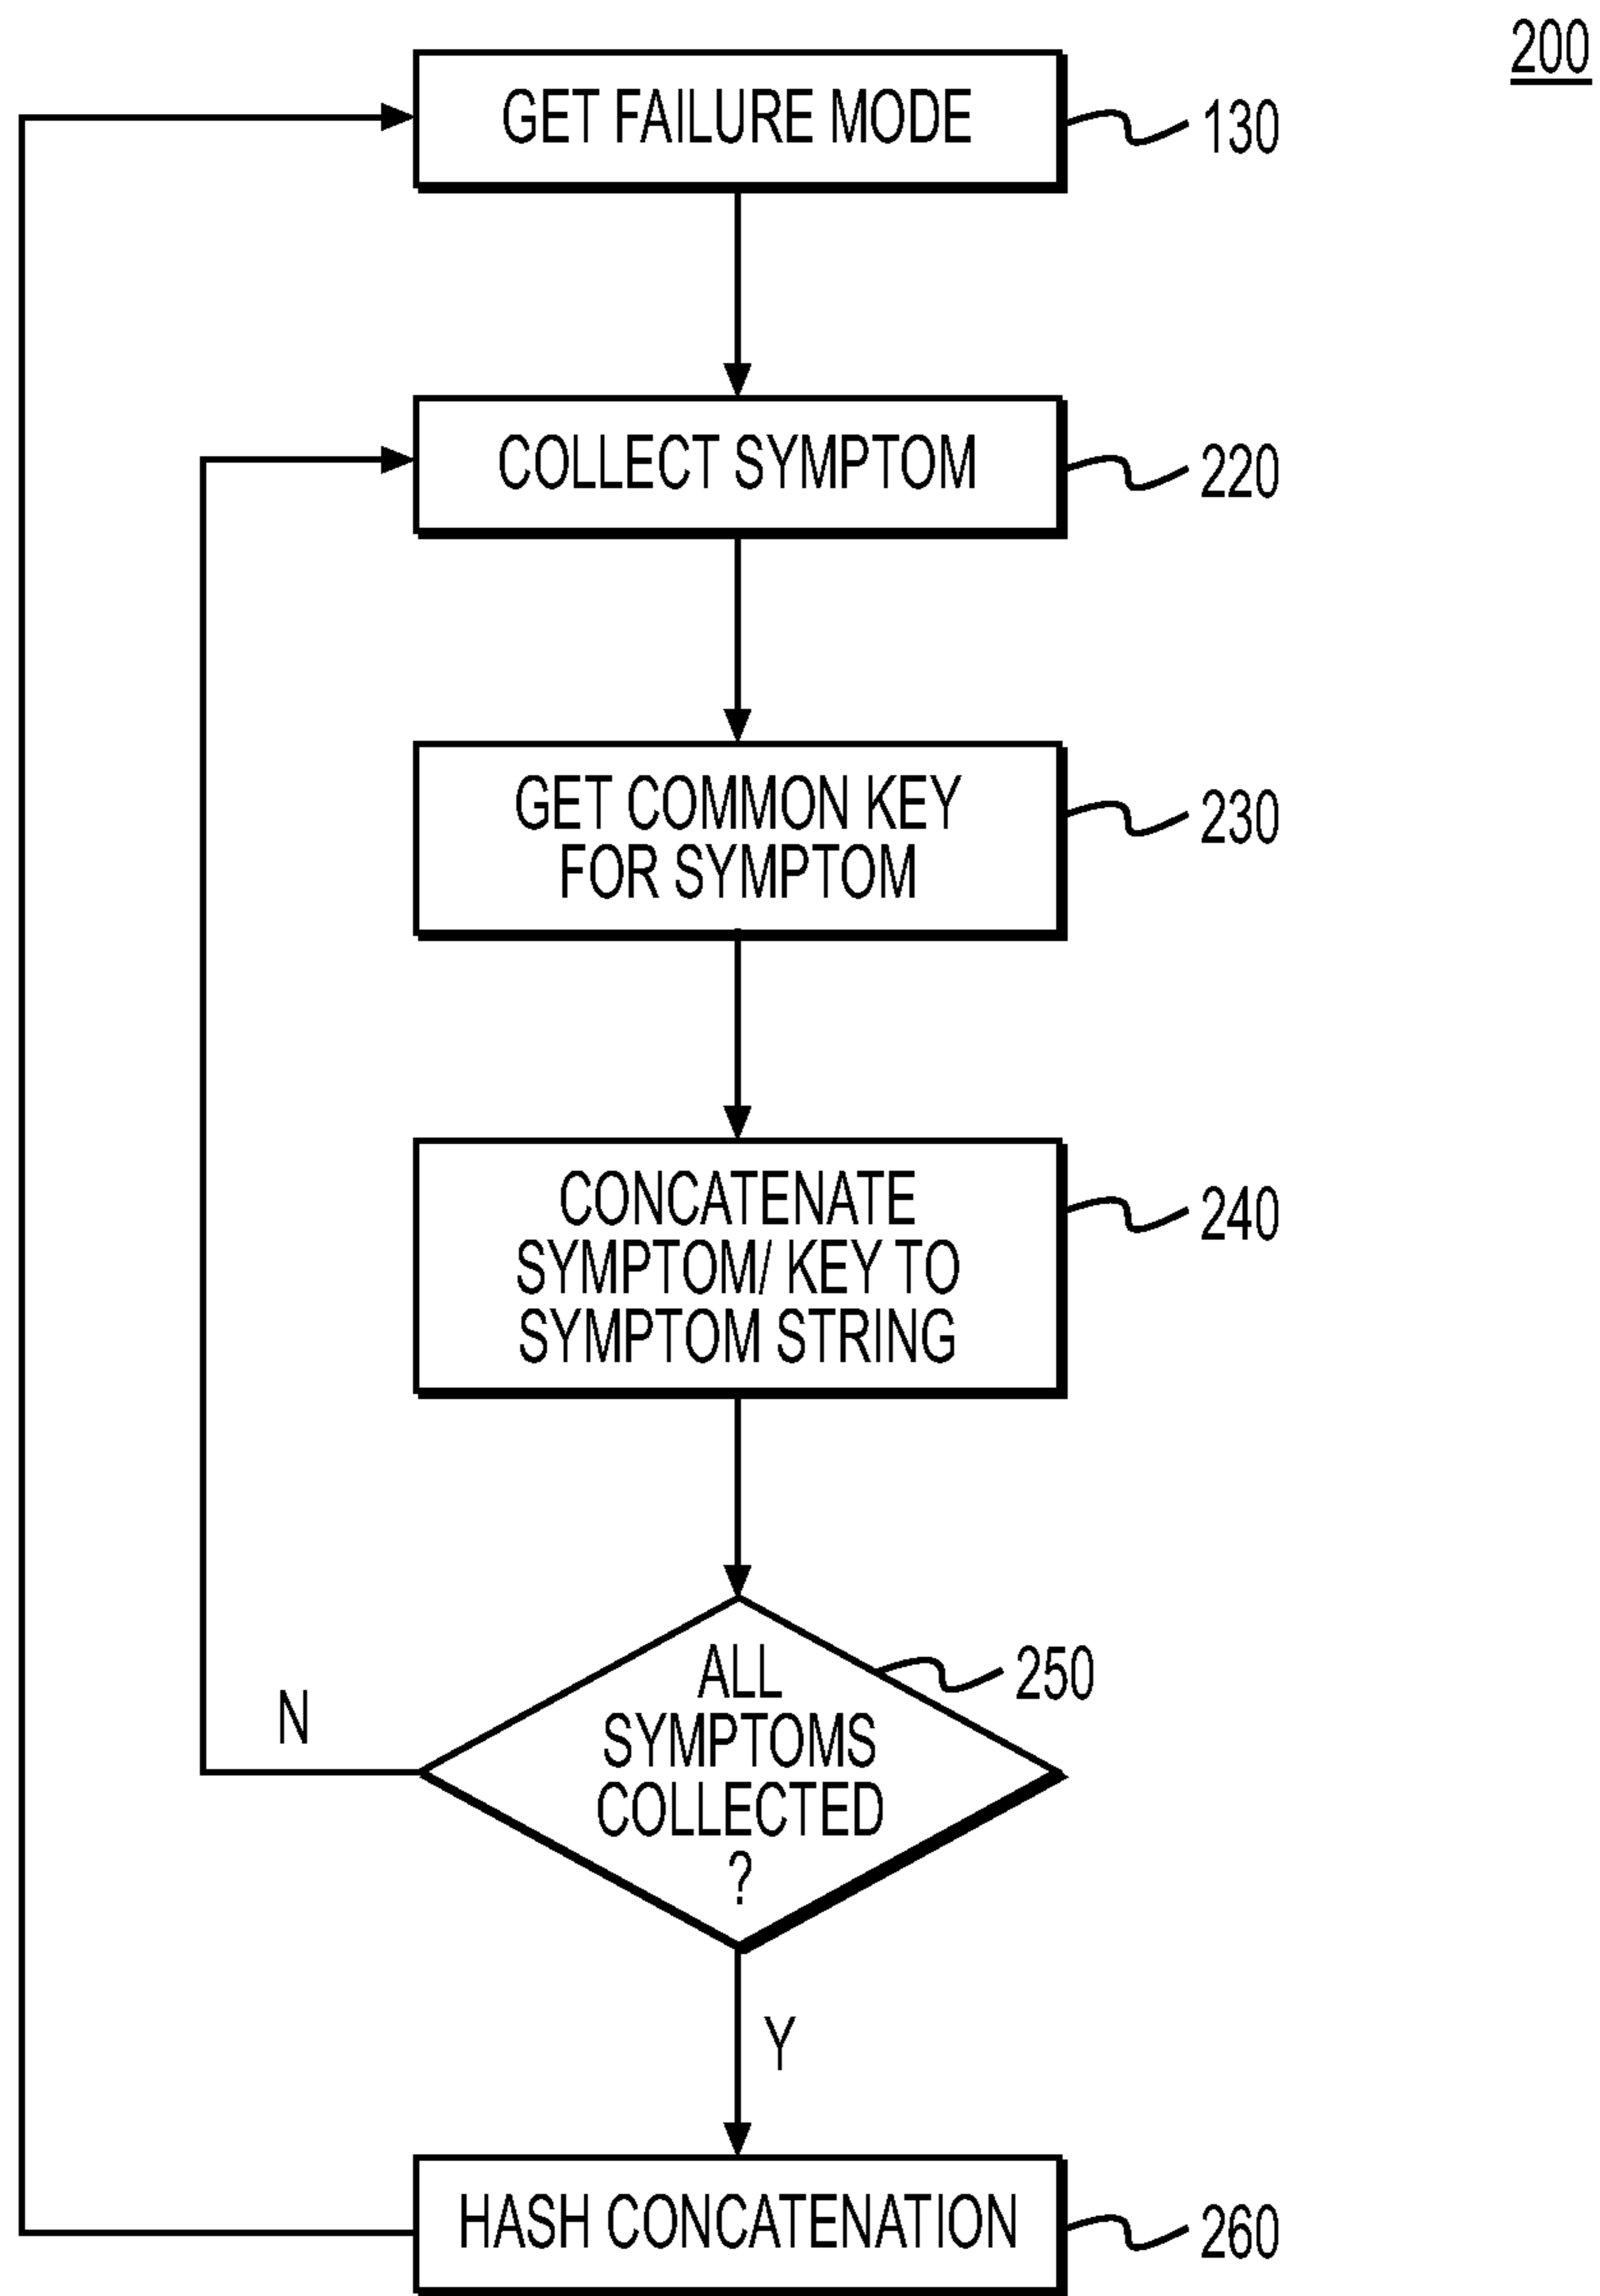 200
GET FAILURE MODE
130
COLLECT SYMPTOM
220
GET COMMON KEY
FOR SYMPTOM
230
CONCATENATE
SYMPTOM/ KEY TO
SYMPTOM STRING
240
ALL
SYMPTOMS
COLLECTED
?
250
N
Y
HASH CONCATENATION
260